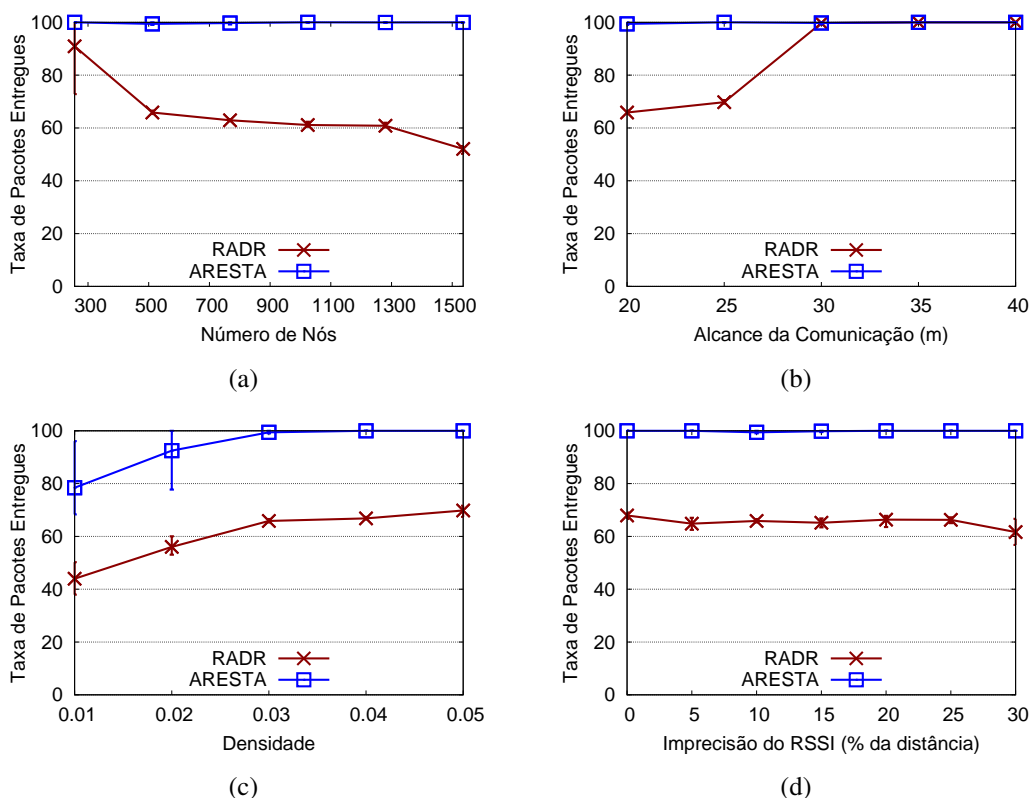 100
80
60
40
20
0
Taxa de Pacotes Entregues
RADR
ARESTA
300 500 700 900 1100 1300 1500
Número de Nós
(a)
100
80
60
40
20
0
Taxa de Pacotes Entregues
RADR
ARESTA
20 25 30 35 40
Alcance da Comunicação (m)
(b)
100
80
60
40
20
0
Taxa de Pacotes Entregues
RADR
ARESTA
0.01 0.02 0.03 0.04 0.05
Densidade
(c)
100
80
60
40
20
0
Taxa de Pacotes Entregues
RADR
ARESTA
0 5 10 15 20 25 30
Imprecisão do RSSI (% da distância)
(d)